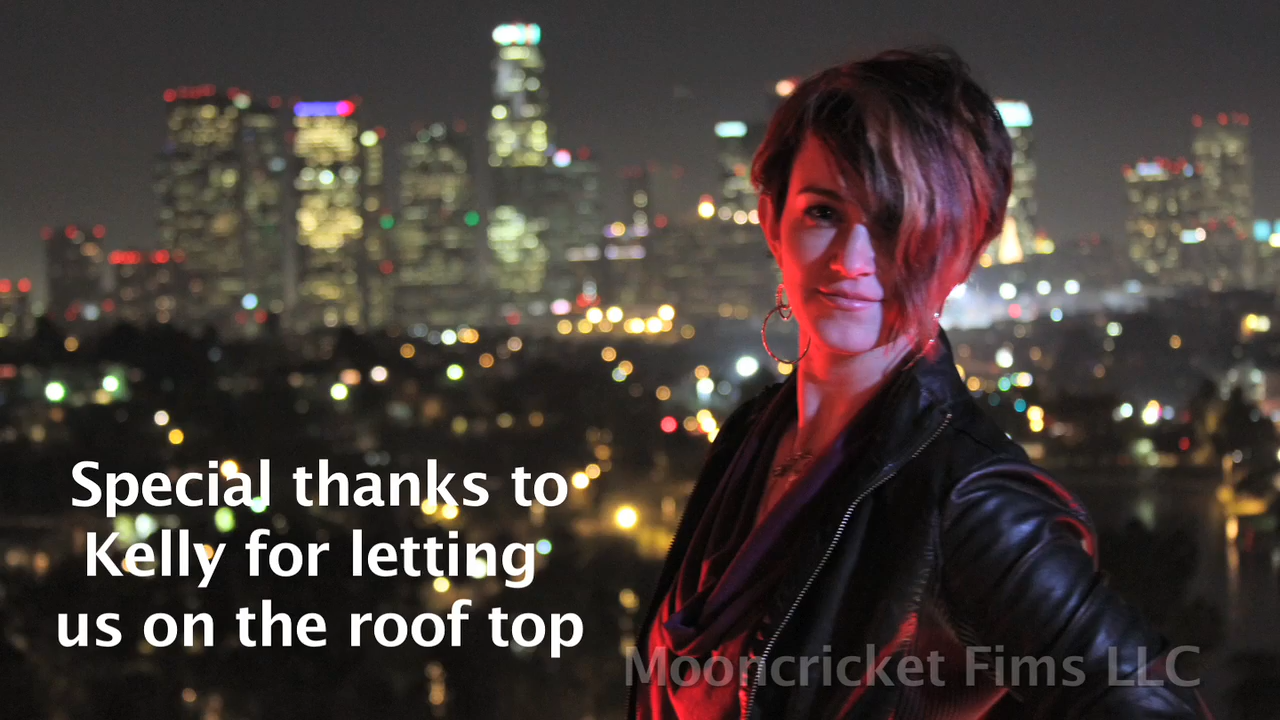 Special thanks to
Kelly for letting
us on the roof top
Mooncricket Fims LLC